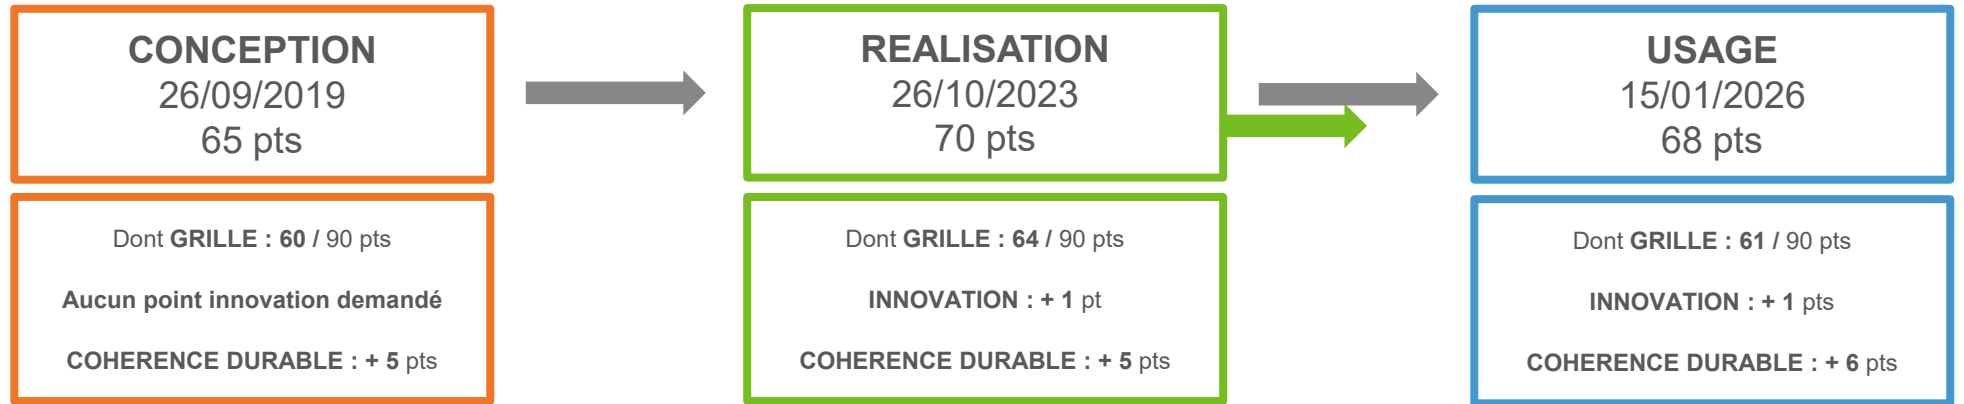 CONCEPTION
26/09/2019
65 pts
Dont GRILLE : 60 / 90 pts
Aucun point innovation demandé
COHERENCE DURABLE : + 5 pts
REALISATION
26/10/2023
70 pts
Dont GRILLE : 64 / 90 pts
INNOVATION : + 1 pt
COHERENCE DURABLE : + 5 pts
USAGE
15/01/2026
68 pts
Dont GRILLE : 61 / 90 pts
INNOVATION : + 1 pts
COHERENCE DURABLE : + 6 pts